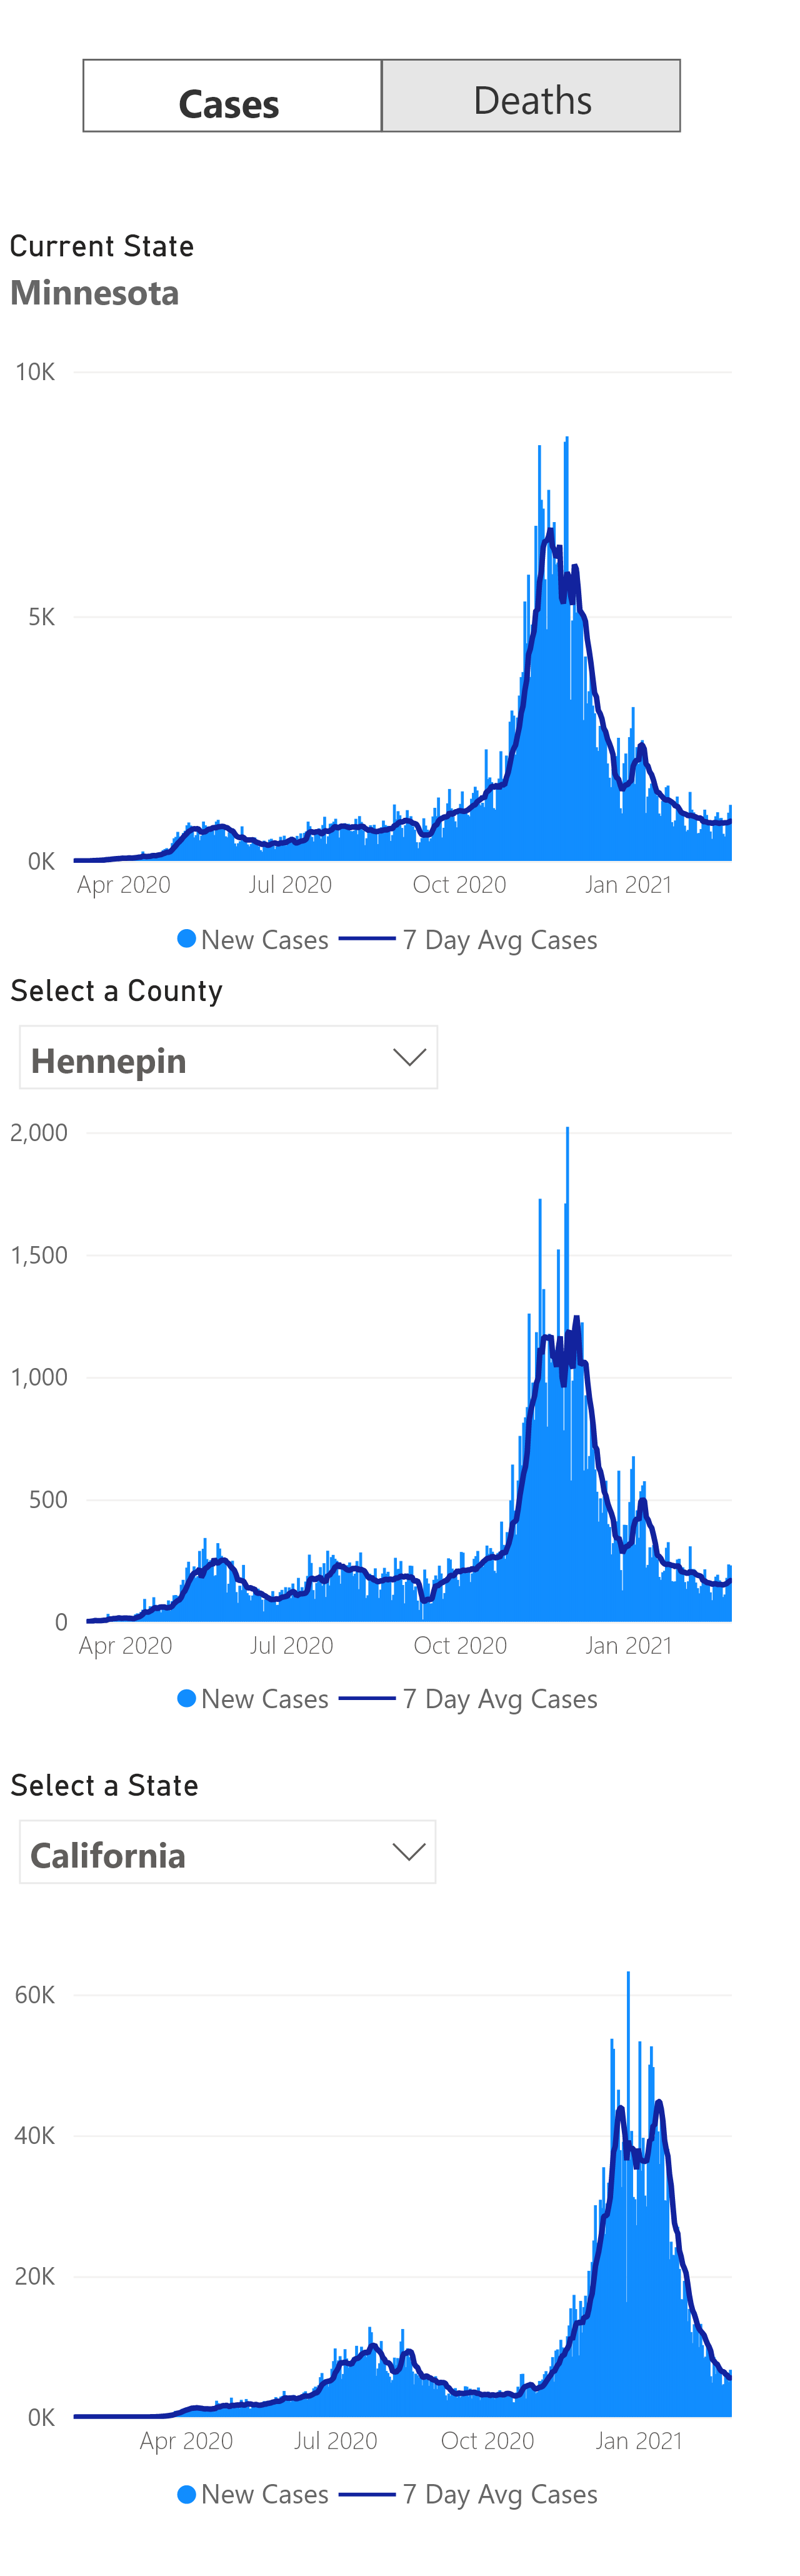 Cases Deaths
Current State
Minnesota
10K
5K
0K
Apr 2020 Jul 2020 Oct 2020 Jan 2021
New Cases 7 Day Avg Cases
Select a County
Hennepin
2,000
1,500
1,000
500
0
Apr 2020 Jul 2020 Oct 2020 Jan 2021
New Cases 7 Day Avg Cases
Select a State
California
60K
40K
20K
0K
Apr 2020 Jul 2020 Oct 2020 Jan 2021
New Cases 7 Day Avg Cases